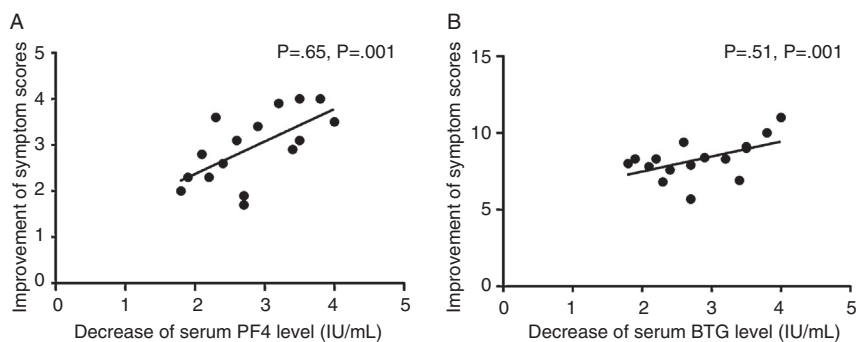 A
P=.65, P=.001
Improvement of symptom scores
5
4
3
2
1
0
0 1 2 3 4 5
Decrease of serum PF4 level (IU/mL)
B
P=.51, P=.001
Improvement of symptom scores
15
10
5
0
0 1 2 3 4 5
Decrease of serum BTG level (IU/mL)